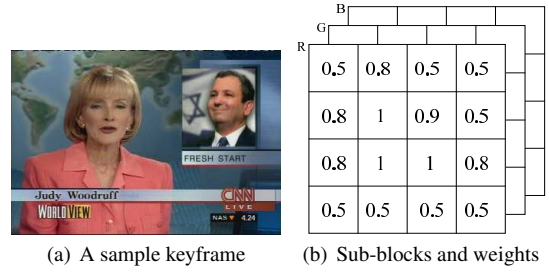 B
G
R
0.5 0.8 0.5 0.5
0.8 1 0.9 0.5
0.8 1 1 0.8
0.5 0.5 0.5 0.5
FRESH START
Judy Woodruff
CNN
LIVE
WORLDVIEW
NAS ▼ 4.24
(a) A sample keyframe
(b) Sub-blocks and weights